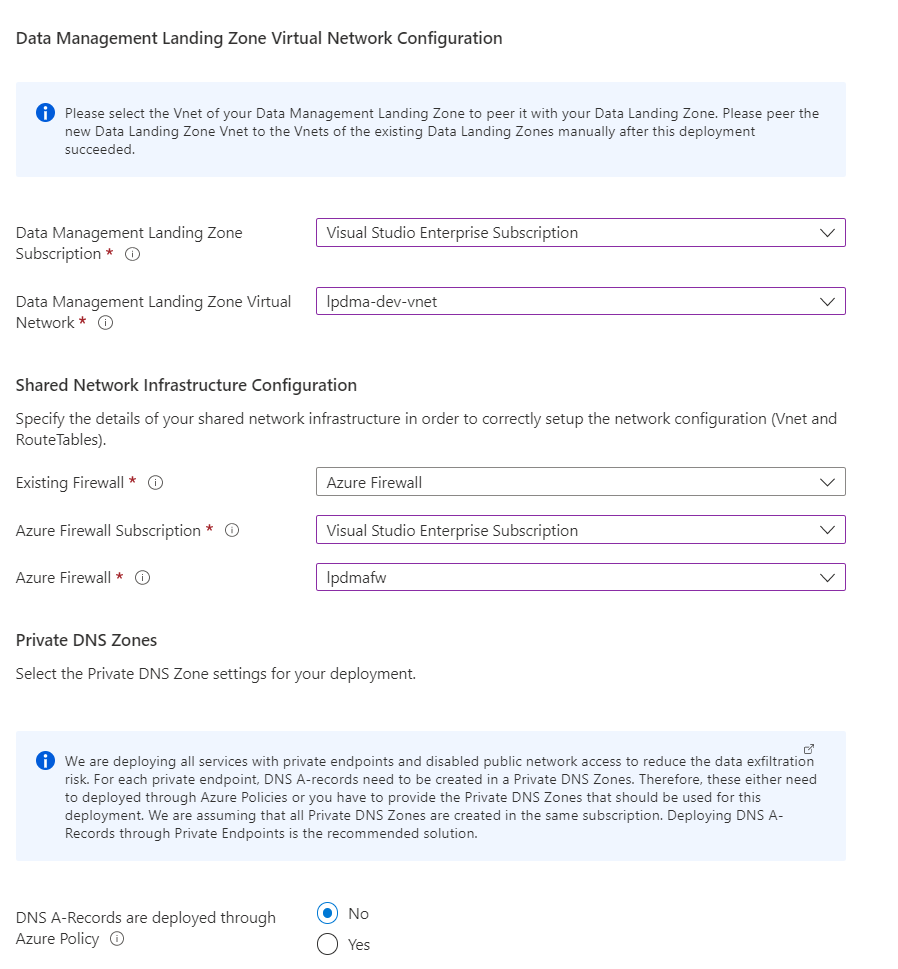 Data Management Landing Zone Virtual Network Configuration
Please select the Vnet of your Data Management Landing Zone to peer it with your Data Landing Zone. Please peer the
new Data Landing Zone Vnet to the Vnets of the existing Data Landing Zones manually after this deployment
succeeded.
Data Management Landing Zone
Subscription *
Visual Studio Enterprise Subscription
Data Management Landing Zone Virtual
Network *
lpdma-dev-vnet
Shared Network Infrastructure Configuration
Specify the details of your shared network infrastructure in order to correctly setup the network configuration (Vnet and
RouteTables).
Existing Firewall *
Azure Firewall
Azure Firewall Subscription *
Visual Studio Enterprise Subscription
Azure Firewall *
lpdmafw
Private DNS Zones
Select the Private DNS Zone settings for your deployment.
We are deploying all services with private endpoints and disabled public network access to reduce the data exfiltration
risk. For each private endpoint, DNS A-records need to be created in a Private DNS Zones. Therefore, these either need
to deployed through Azure Policies or you have to provide the Private DNS Zones that should be used for this
deployment. We are assuming that all Private DNS Zones are created in the same subscription. Deploying DNS A-
Records through Private Endpoints is the recommended solution.
DNS A-Records are deployed through
Azure Policy
No
Yes